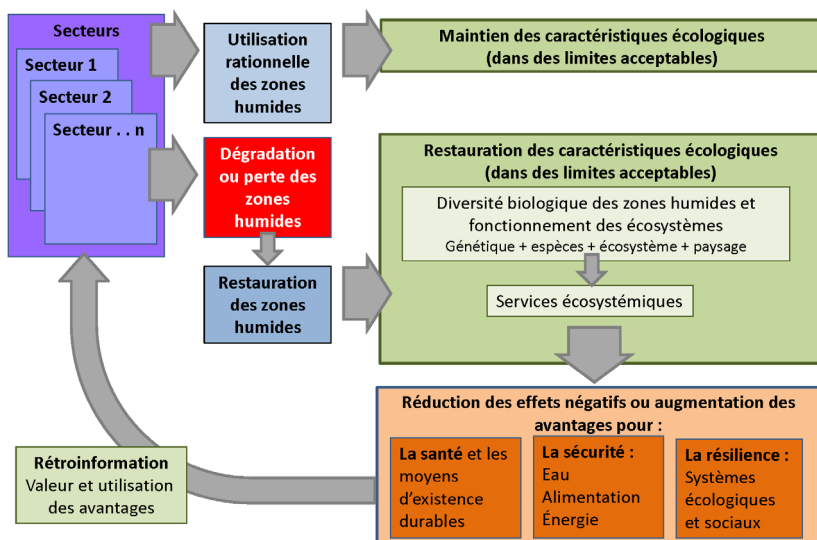 Secteurs
Secteur 1
Secteur 2
Secteur . . n
Utilisation
rationnelle
des zones
humides
Maintien des caractéristiques écologiques
(dans des limites acceptables)
Dégradation
ou perte des
zones
humides
Restauration
des zones
humides
Restauration des caractéristiques écologiques
(dans des limites acceptables)
Diversité biologique des zones humides et
fonctionnement des écosystèmes
Génétique + espèces + écosystème + paysage
Services écosystémiques
Réduction des effets négatifs ou augmentation des
avantages pour :
La santé et les
moyens
d'existence
durables
La sécurité :
Eau
Alimentation
Énergie
La résilience :
Systèmes
écologiques
et sociaux
Rétroinformation
Valeur et utilisation
des avantages